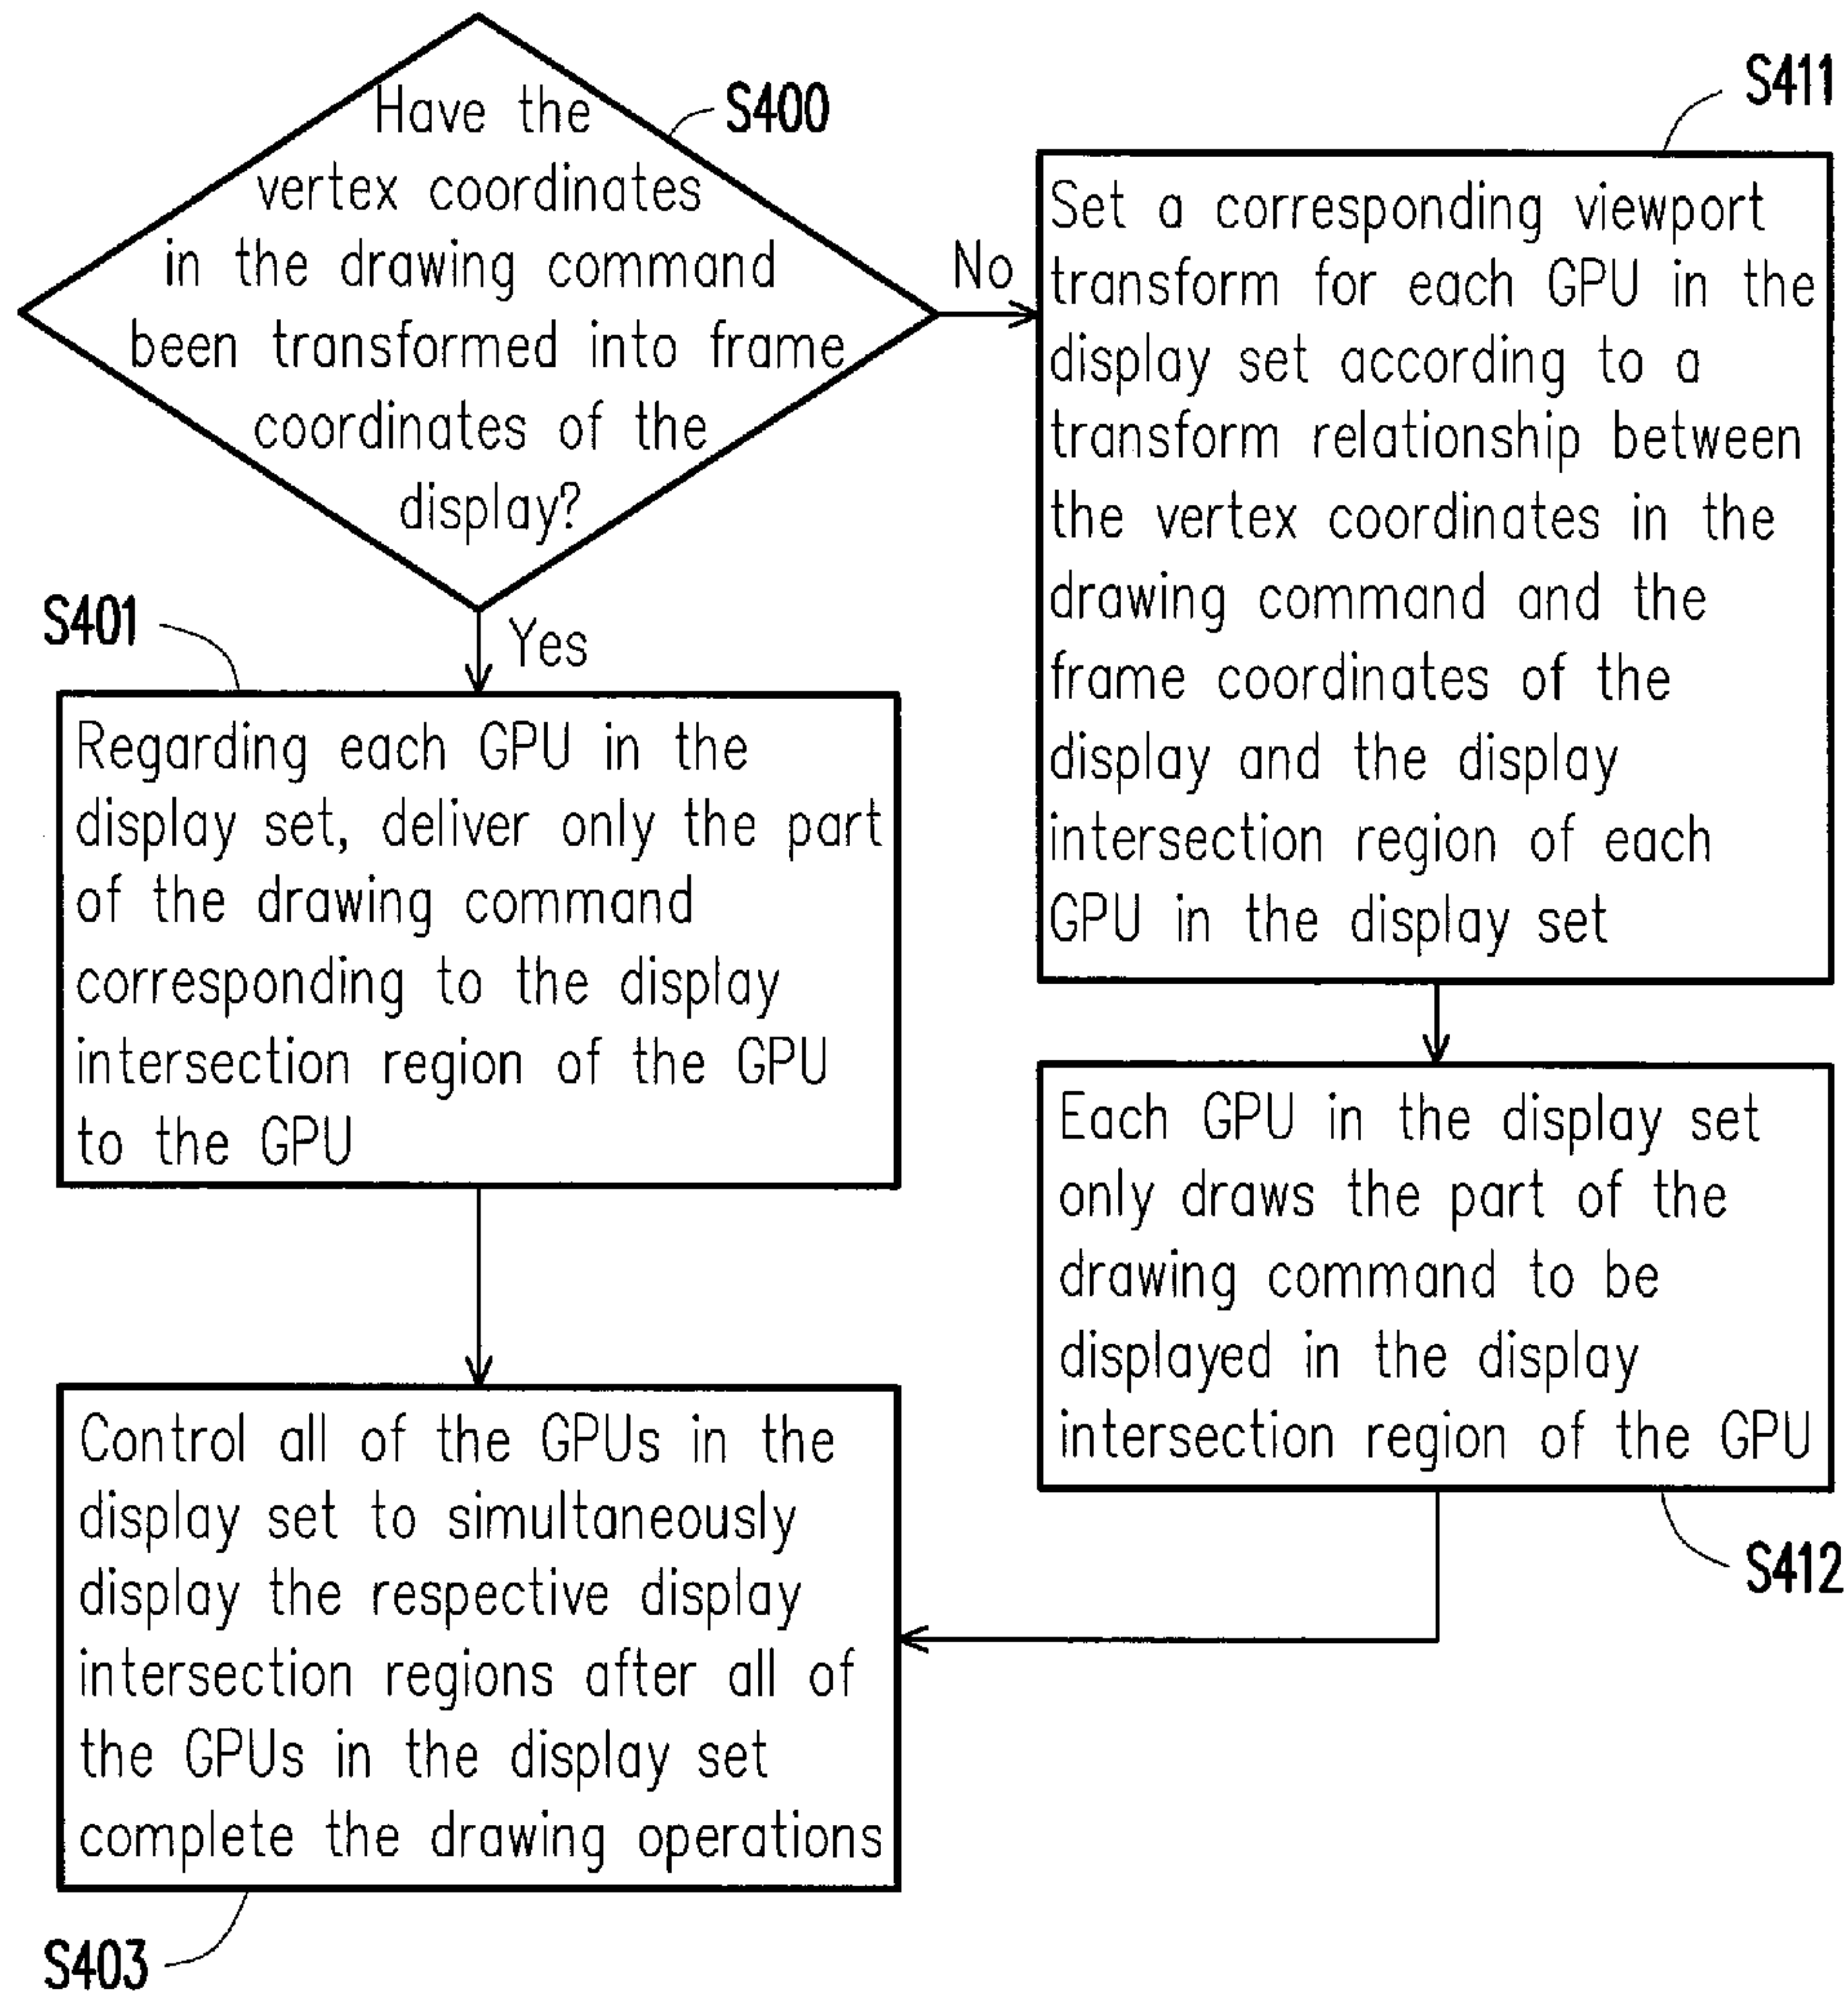 Have the
vertex coordinates
in the drawing command
been transformed into frame
coordinates of the
display?
S400
No
Yes
S401
Regarding each GPU in the
display set, deliver only the part
of the drawing command
corresponding to the display
intersection region of the GPU
to the GPU
Control all of the GPUs in the
display set to simultaneously
display the respective display
intersection regions after all of
the GPUs in the display set
complete the drawing operations
S403
S411
Set a corresponding viewport
transform for each GPU in the
display set according to a
transform relationship between
the vertex coordinates in the
drawing command and the
frame coordinates of the
display and the display
intersection region of each
GPU in the display set
Each GPU in the display set
only draws the part of the
drawing command to be
displayed in the display
intersection region of the GPU
S412